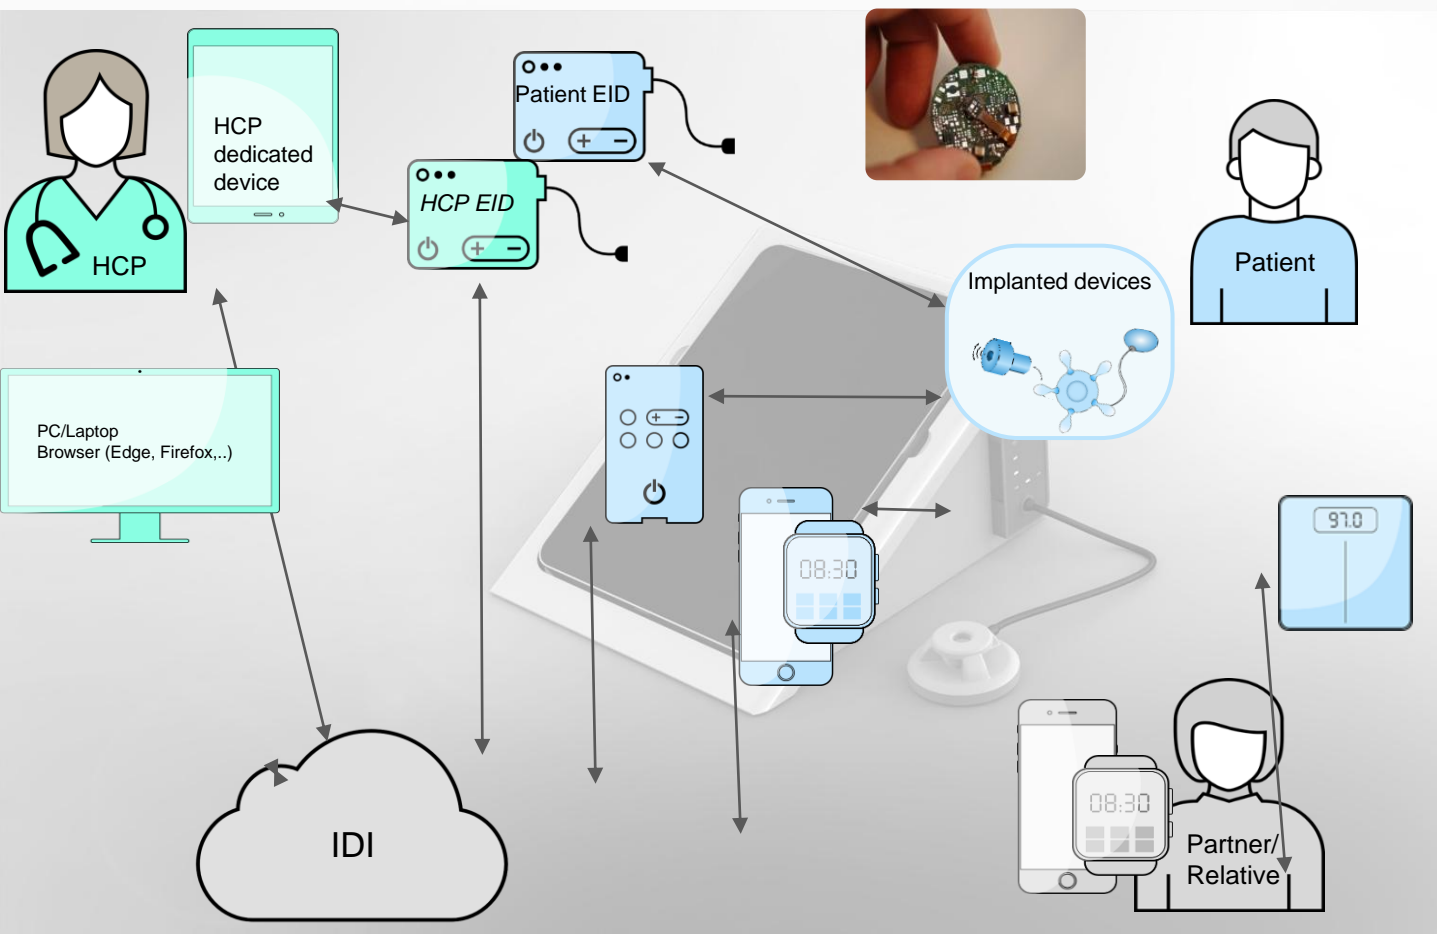 Patient EID
HCP
dedicated
device
HCP EID
HCP
Patient
Implanted devices
PC/Laptop
Browser (Edge, Firefox,..)
97.0
08:30
08:30
IDI
Partner/
Relative